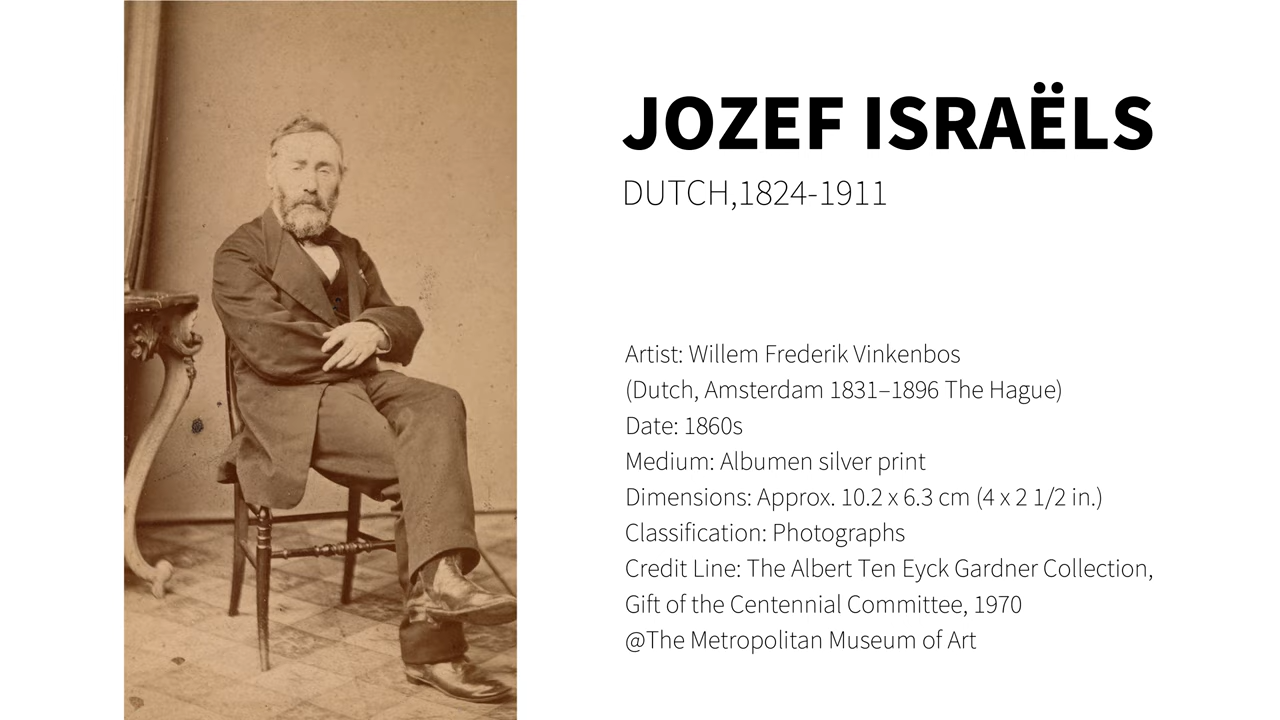 JOZEF ISRAËLS
DUTCH,1824-1911
Artist: Willem Frederik Vinkenbos
(Dutch, Amsterdam 1831–1896 The Hague)
Date: 1860s
Medium: Albumen silver print
Dimensions: Approx. 10.2 x 6.3 cm (4 x 2 1/2 in.)
Classification: Photographs
Credit Line: The Albert Ten Eyck Gardner Collection,
Gift of the Centennial Committee, 1970
@The Metropolitan Museum of Art